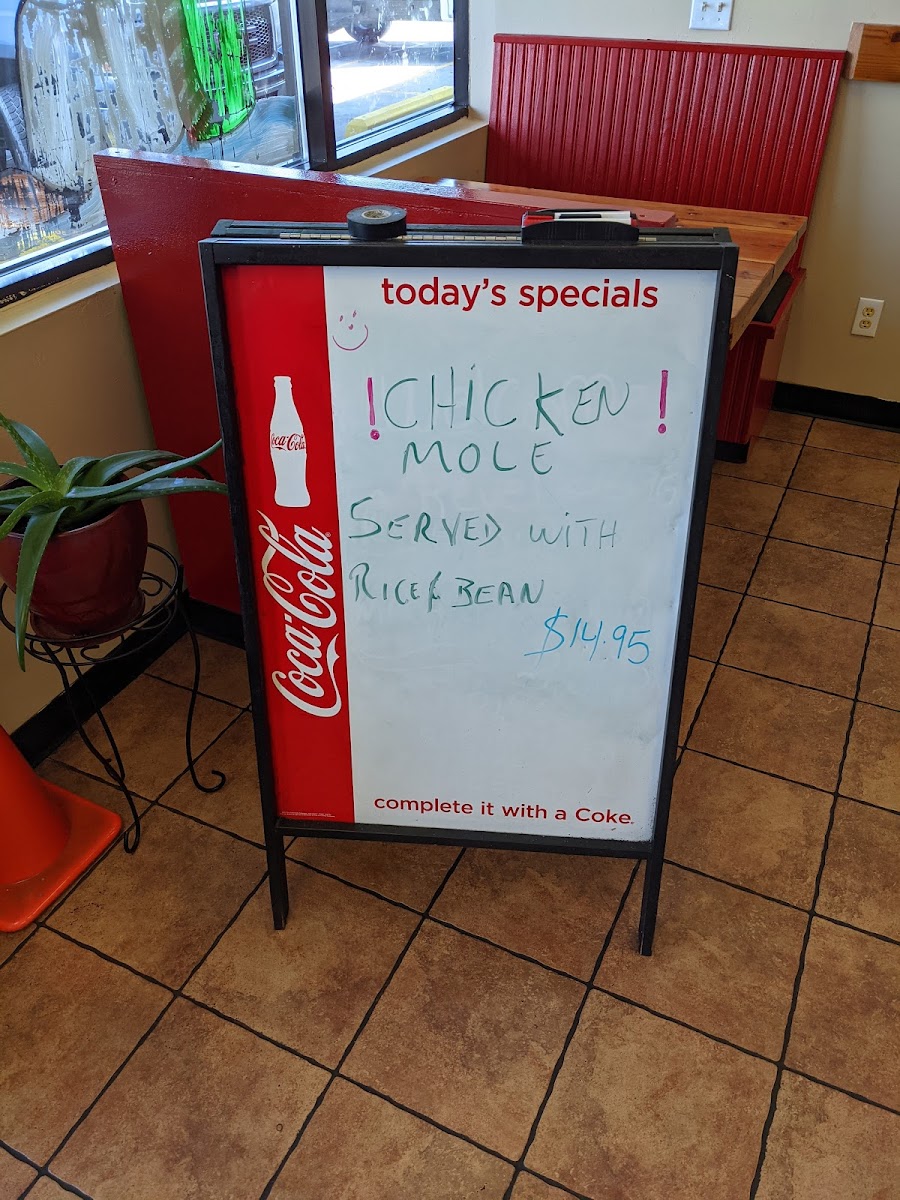 today's specials
! CHICKEN !
MOLE
SERVED WITH
RICE & BEAN
$14.95
complete it with a Coke.
Coca-Cola
Coca-Cola